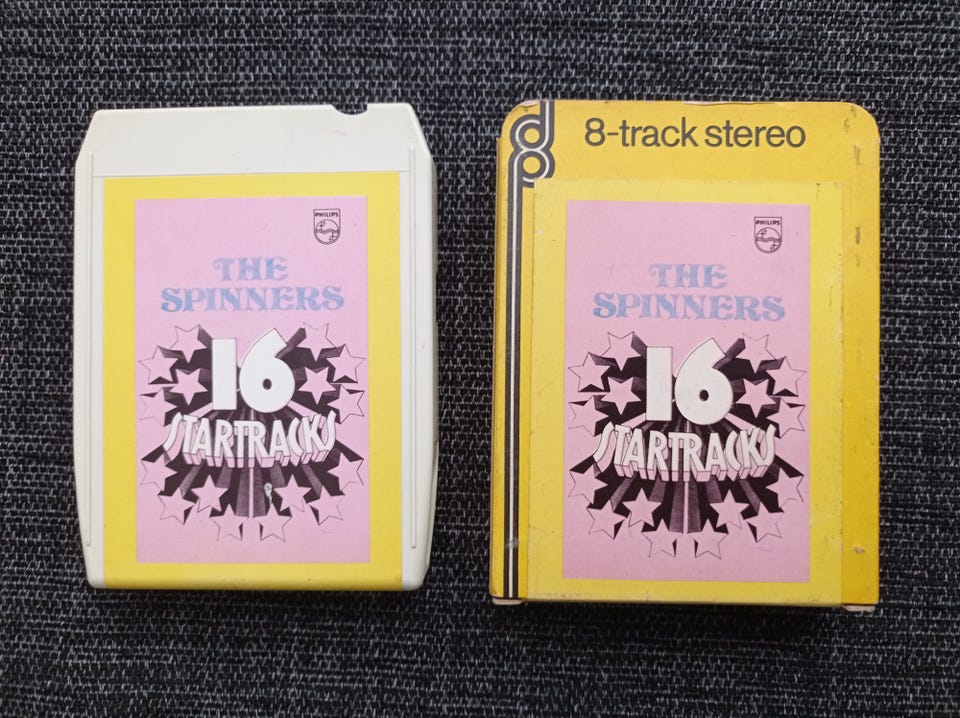 PHILIPS
THE
SPINNERS
16
STARTRACKS
8-track stereo
PHILIPS
THE
SPINNERS
16
STARTRACKS